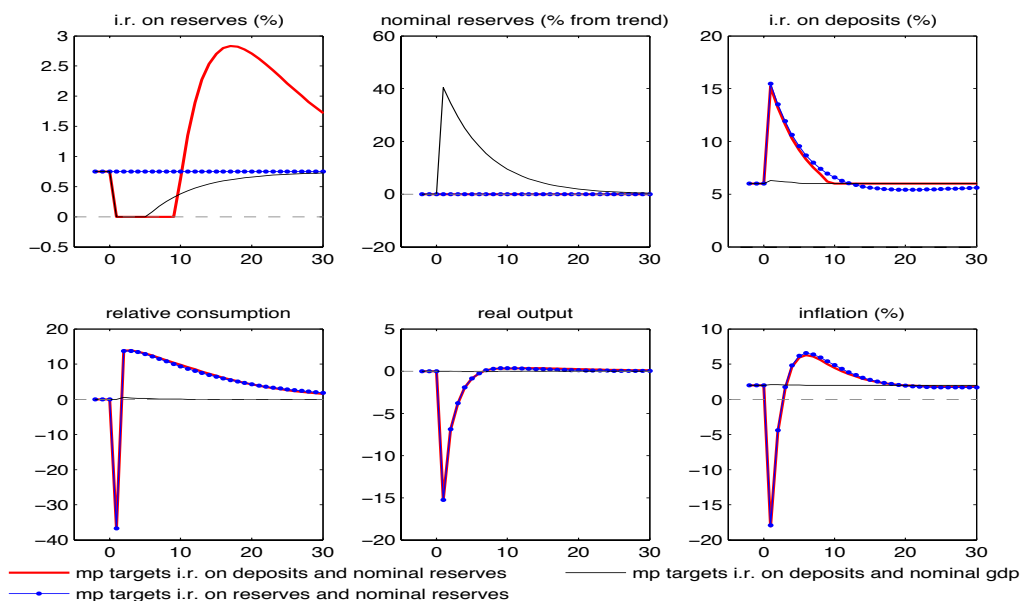 i.r. on reserves (%)
nominal reserves (% from trend)
i.r. on deposits (%)
3
2.5
2
1.5
1
0.5
0
−0.5
0 10 20 30
60
40
20
0
−20
0 10 20 30
20
15
10
5
0
0 10 20 30
relative consumption
real output
inflation (%)
20
10
0
−10
−20
−30
−40
0 10 20 30
5
0
−5
−10
−15
−20
0 10 20 30
10
5
0
−5
−10
−15
−20
0 10 20 30
mp targets i.r. on deposits and nominal reserves
mp targets i.r. on deposits and nominal gdp
mp targets i.r. on reserves and nominal reserves